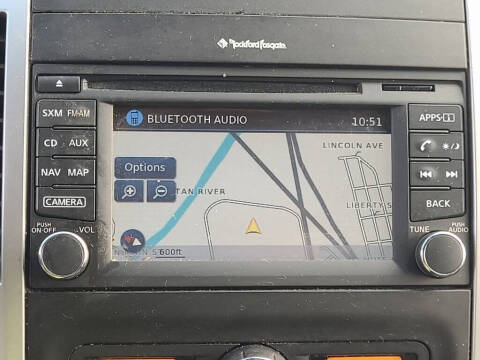 Rockford Fosgate
SXM FM·AM
CD AUX
NAV MAP
CAMERA
PUSH
ON·OFF
VOL
BLUETOOTH AUDIO 10:51
LINCOLN AVE
Options
TAN RIVER
LIBERTY S
600ft
APPS·
BACK
TUNE
PUSH
AUDIO